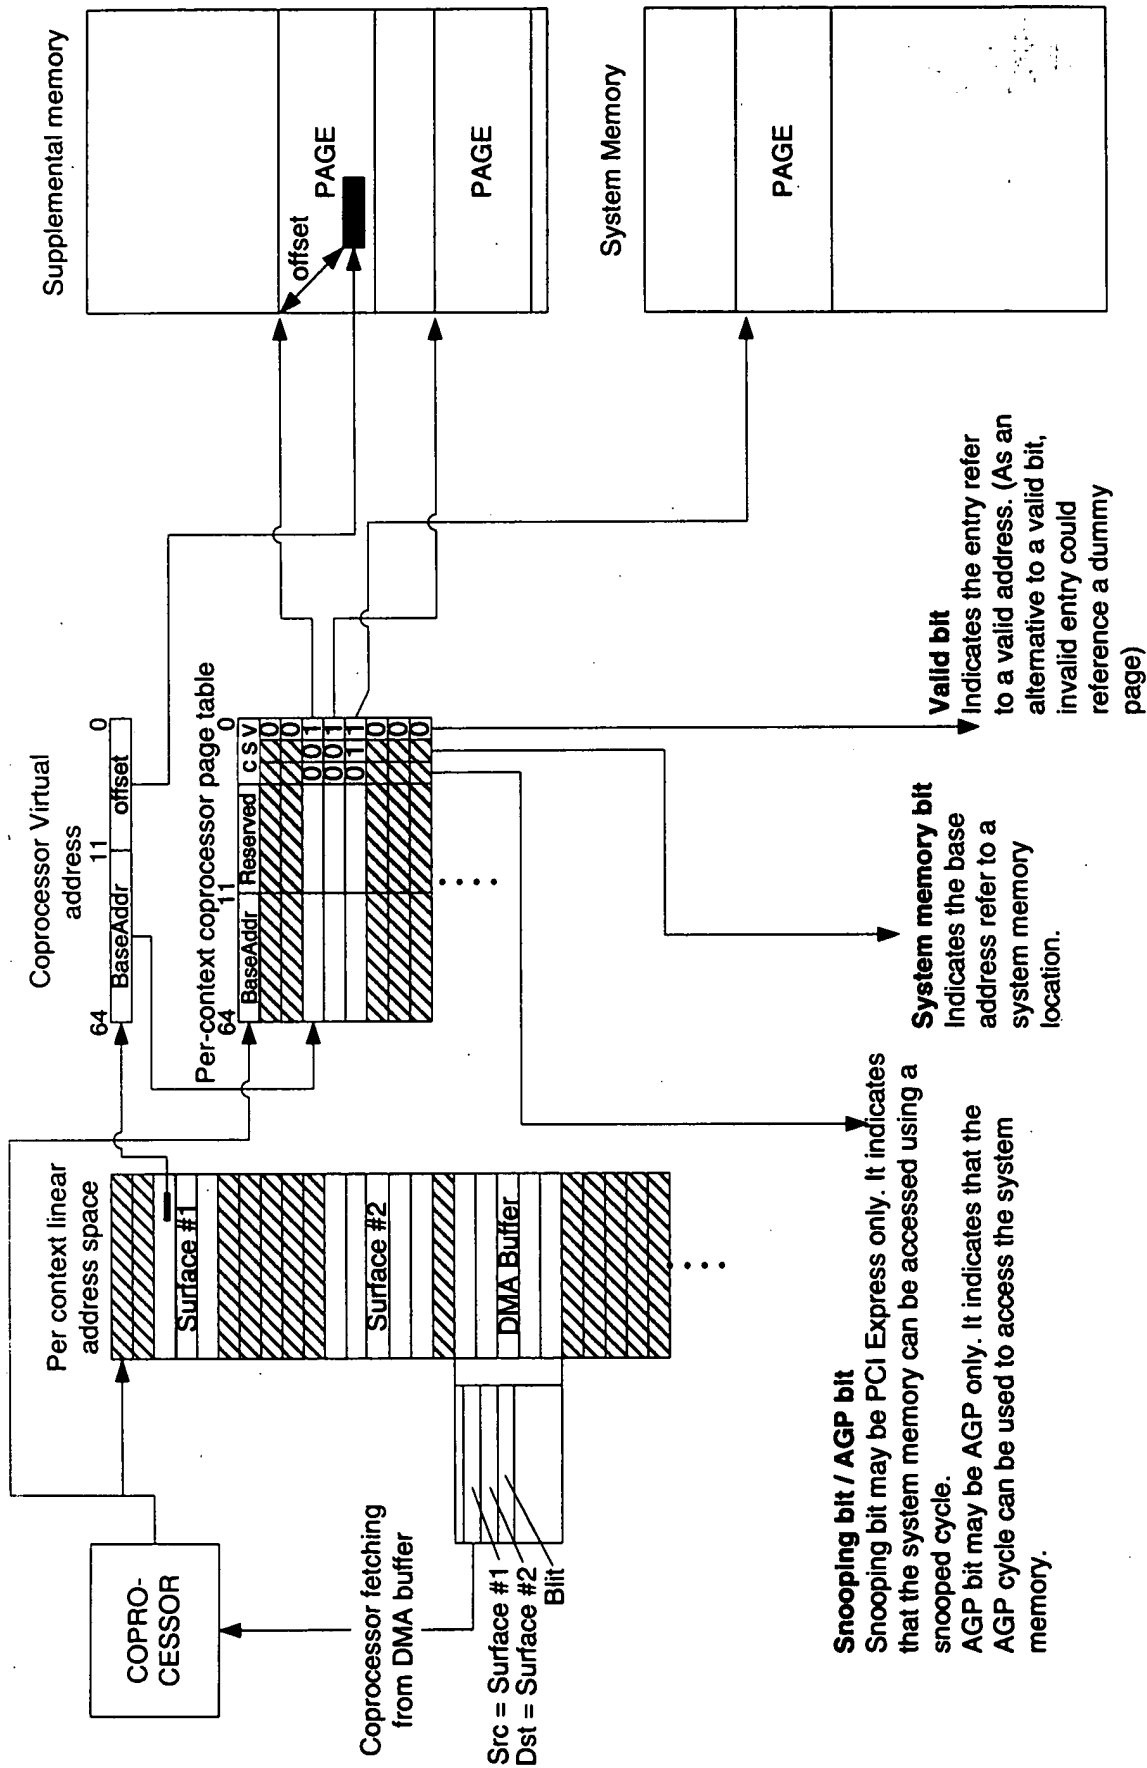 COPRO-
CESSOR
Coprocessor fetching
from DMA buffer
Src = Surface #1
Dst = Surface #2
Blit
Per context linear
address space
Surface #1
Surface #2
DMA Buffer
Coprocessor Virtual
address
64 11 0
BaseAddr offset
Per-context coprocessor page table
64 11 0
BaseAddr Reserved C S V
0
0
0 0 1
0 0 1
0 1 1
0
0
0
Supplemental memory
offset
PAGE
PAGE
System Memory
PAGE
Snooping bit / AGP bit
Snooping bit may be PCI Express only. It indicates
that the system memory can be accessed using a
snooped cycle.
AGP bit may be AGP only. It indicates that the
AGP cycle can be used to access the system
memory.
System memory bit
Indicates the base
address refer to a
system memory
location.
Valid bit
Indicates the entry refer
to a valid address. (As an
alternative to a valid bit,
invalid entry could
reference a dummy
page)